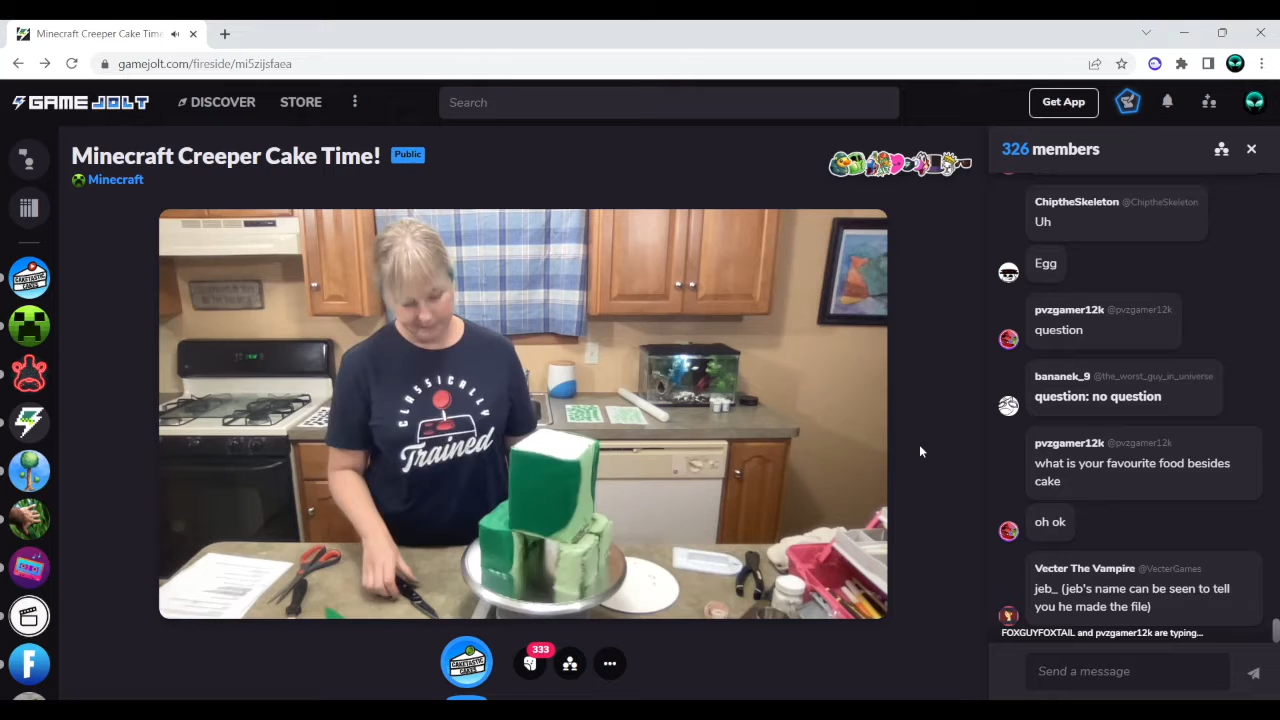 Minecraft Creeper Cake Time
gamejolt.com/fireside/mi5zijsfaea
GAME JOLT
DISCOVER
STORE
Search
Get App
Minecraft Creeper Cake Time!
Public
Minecraft
CLASSICALLY
Trained
CAKETASTIC
CAKES
333
326 members
ChiptheSkeleton @ChiptheSkeleton
Uh
Egg
pvzgamer12k @pvzgamer12k
question
bananek_9 @the_worst_guy_in_universe
question: no question
pvzgamer12k @pvzgamer12k
what is your favourite food besides
cake
oh ok
Vecter The Vampire @VecterGames
jeb_ (jeb's name can be seen to tell
you he made the file)
FOXGUYFOXTAIL and pvzgamer12k are typing...
Send a message